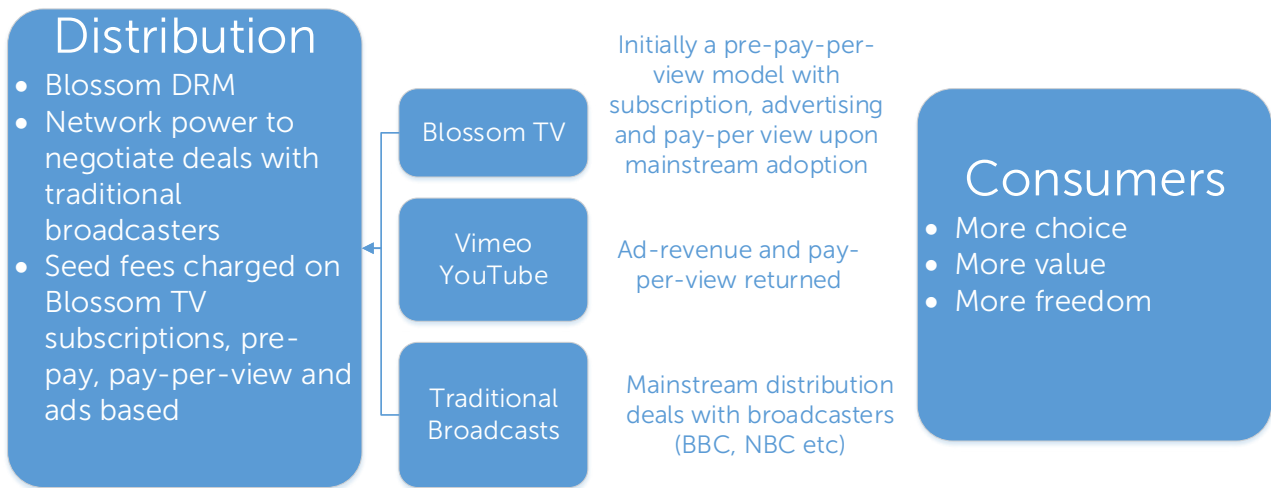 Distribution
• Blossom DRM
• Network power to
negotiate deals with
traditional
broadcasters
• Seed fees charged on
Blossom TV
subscriptions, pre-
pay, pay-per-view and
ads based
Blossom TV
Initially a pre-pay-per-
view model with
subscription, advertising
and pay-per view upon
mainstream adoption
Vimeo
YouTube
Ad-revenue and pay-
per-view returned
Traditional
Broadcasts
Mainstream distribution
deals with broadcasters
(BBC, NBC etc)
Consumers
• More choice
• More value
• More freedom